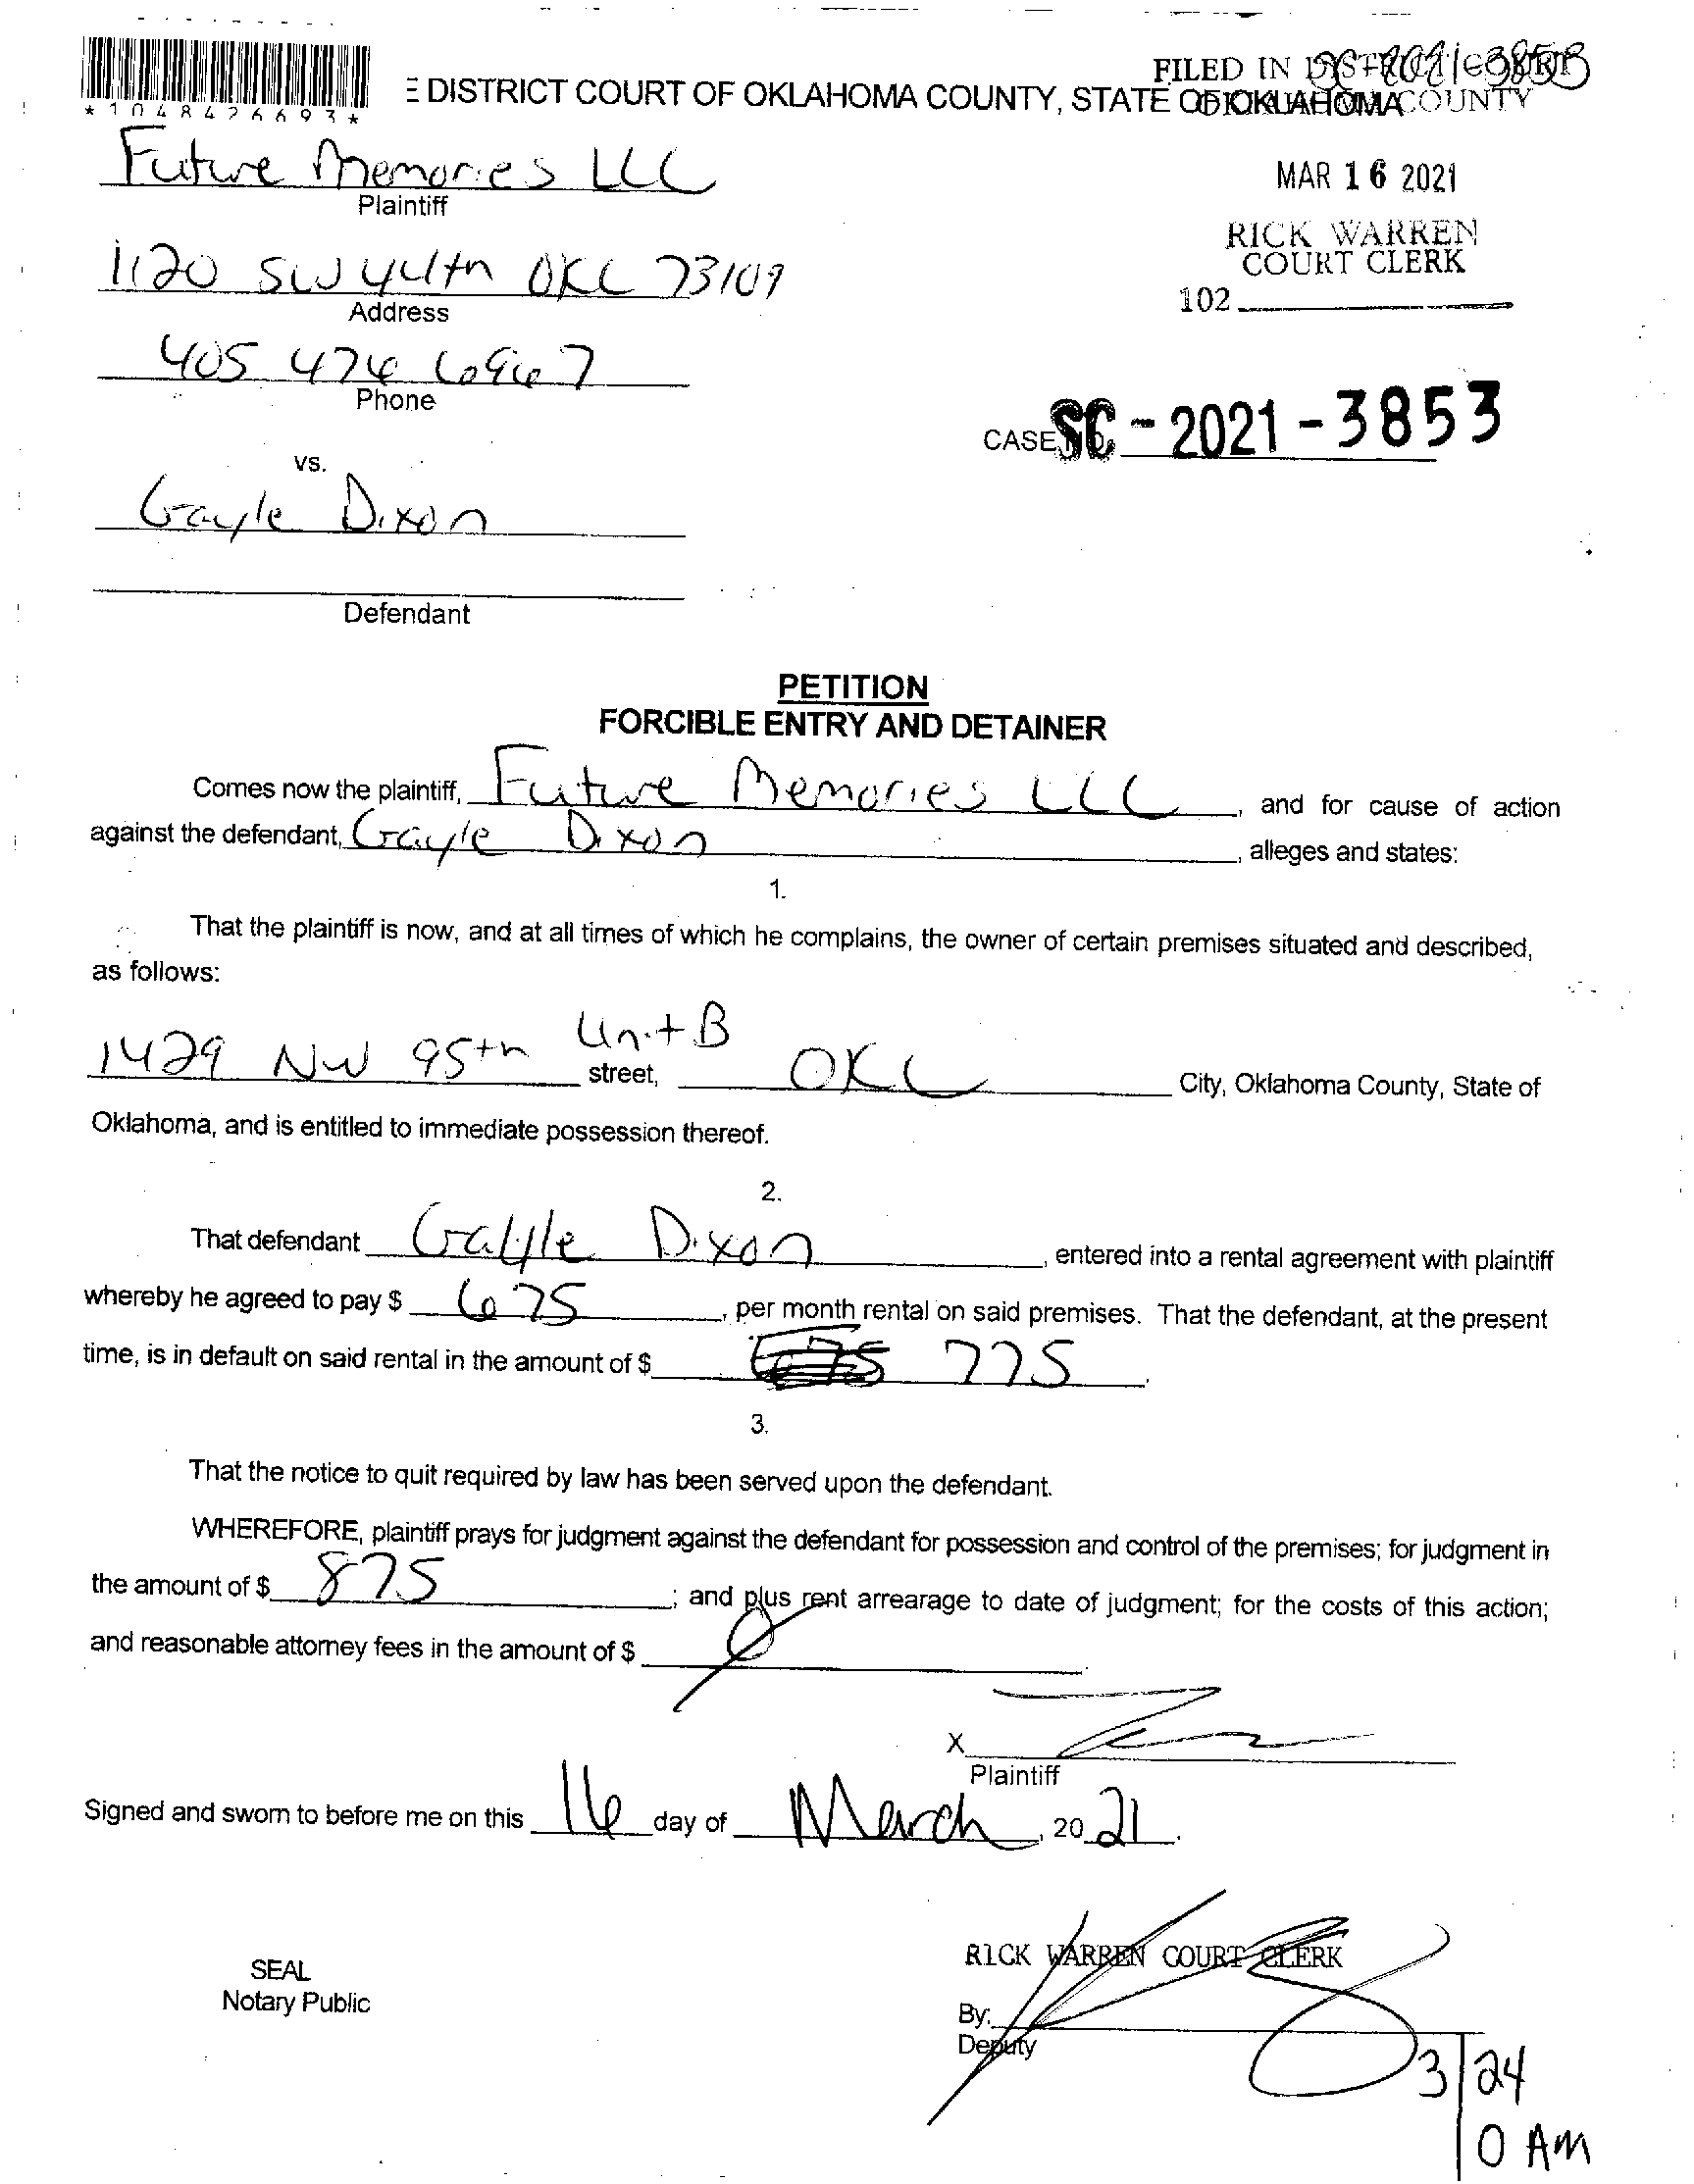 FILED IN DISTRICT COURT
SC-2021-3853
DISTRICT COURT OF OKLAHOMA COUNTY, STATE OF OKLAHOMA
OKLAHOMA COUNTY
*1048426693*
Future Memories LLC
Plaintiff
MAR 16 2021
RICK WARREN
COURT CLERK
102
1120 SW 44th OKC 73109
Address
405 474 6967
Phone
CASE NO. SC-2021-3853
vs.
Gayle Dixon
Defendant
PETITION
FORCIBLE ENTRY AND DETAINER
Comes now the plaintiff, Future Memories LLC, and for cause of action
against the defendant, Gayle Dixon, alleges and states:
1.
That the plaintiff is now, and at all times of which he complains, the owner of certain premises situated and described,
as follows:
1429 NW 95th Unit B street, OKC City, Oklahoma County, State of
Oklahoma, and is entitled to immediate possession thereof.
2.
That defendant Gayle Dixon, entered into a rental agreement with plaintiff
whereby he agreed to pay $ 675, per month rental on said premises. That the defendant, at the present
time, is in default on said rental in the amount of $ 775.
3.
That the notice to quit required by law has been served upon the defendant.
WHEREFORE, plaintiff prays for judgment against the defendant for possession and control of the premises; for judgment in
the amount of $ 875; and plus rent arrearage to date of judgment; for the costs of this action;
and reasonable attorney fees in the amount of $ Ø.
X
Plaintiff
Signed and sworn to before me on this 16 day of March, 2021.
RICK WARREN COURT CLERK
SEAL
Notary Public
By:
Deputy
3/24
0 AM